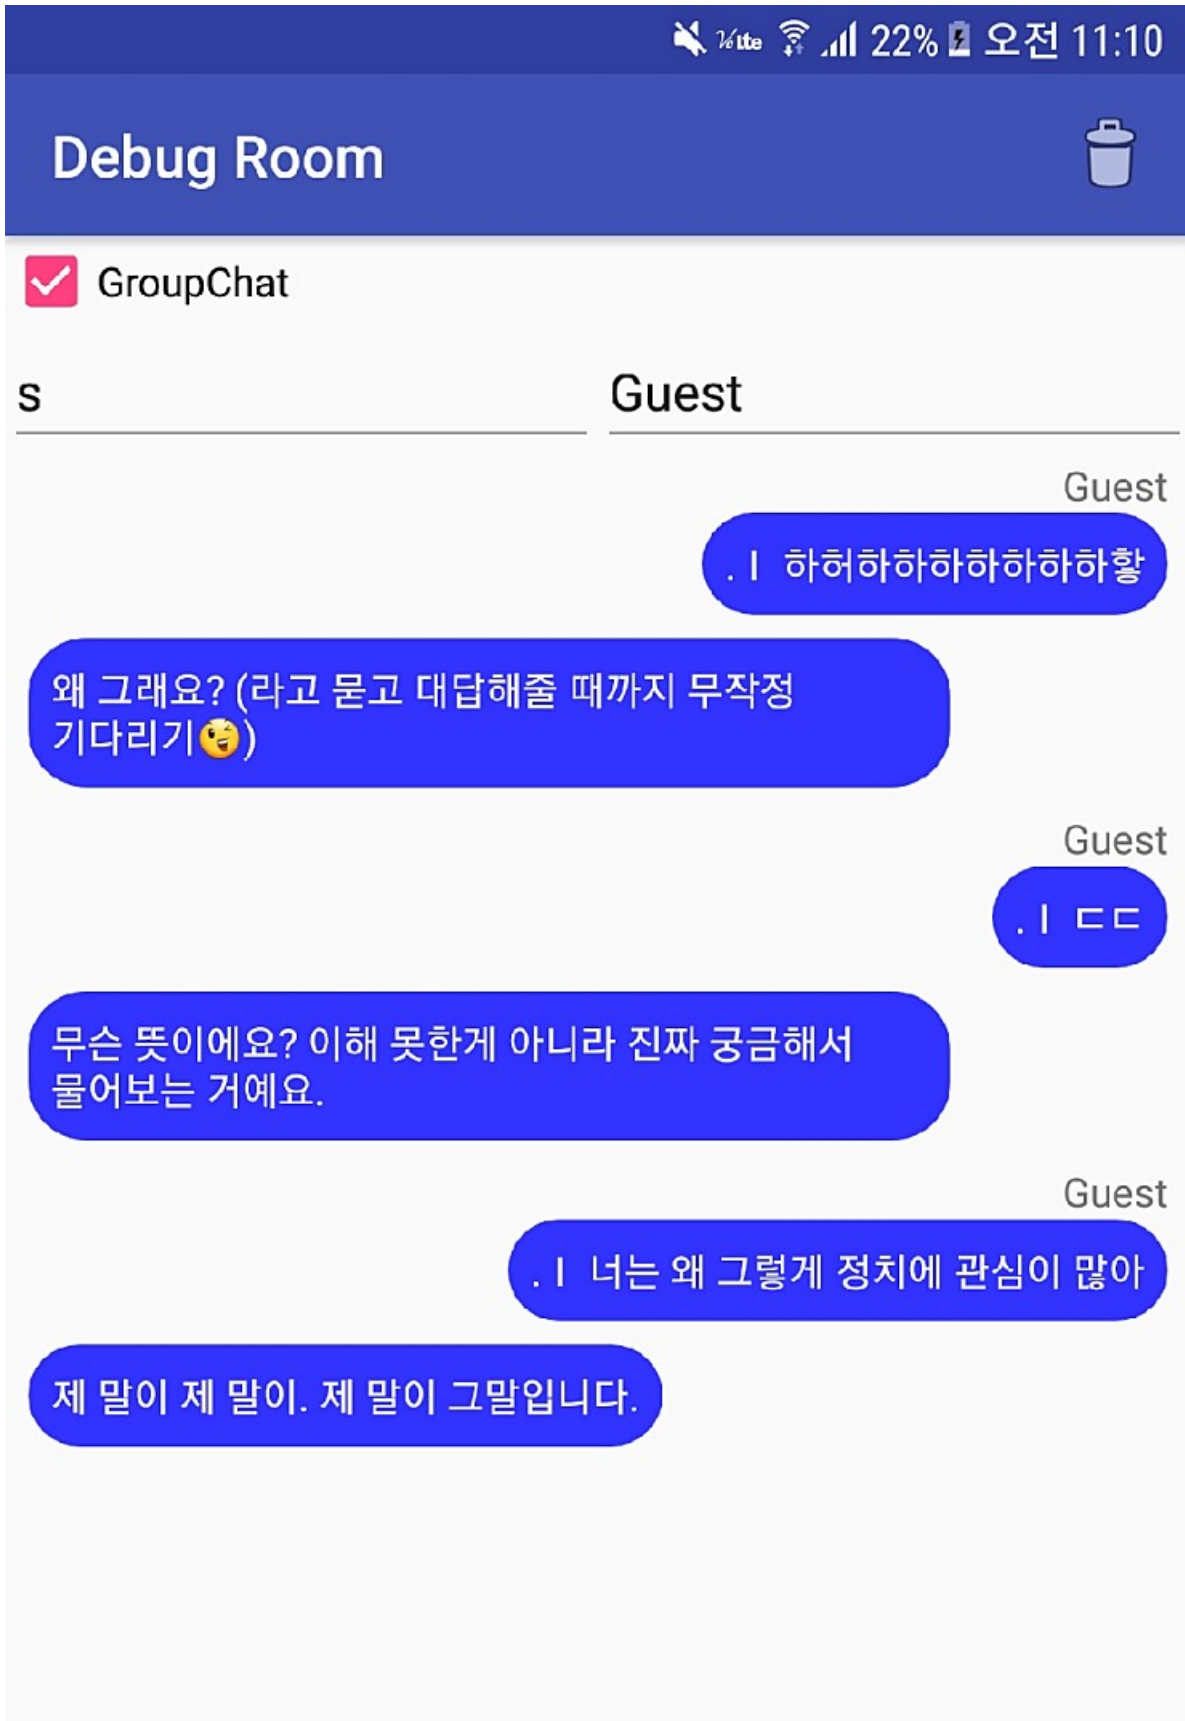 VoLTE 22% 오전 11:10
Debug Room
GroupChat
s Guest
Guest
.ㅣ 하허하하하하하하하핳
왜 그래요? (라고 묻고 대답해줄 때까지 무작정
기다리기😜)
Guest
.ㅣ ㄷㄷ
무슨 뜻이에요? 이해 못한게 아니라 진짜 궁금해서
물어보는 거예요.
Guest
.ㅣ 너는 왜 그렇게 정치에 관심이 많아
제 말이 제 말이. 제 말이 그말입니다.